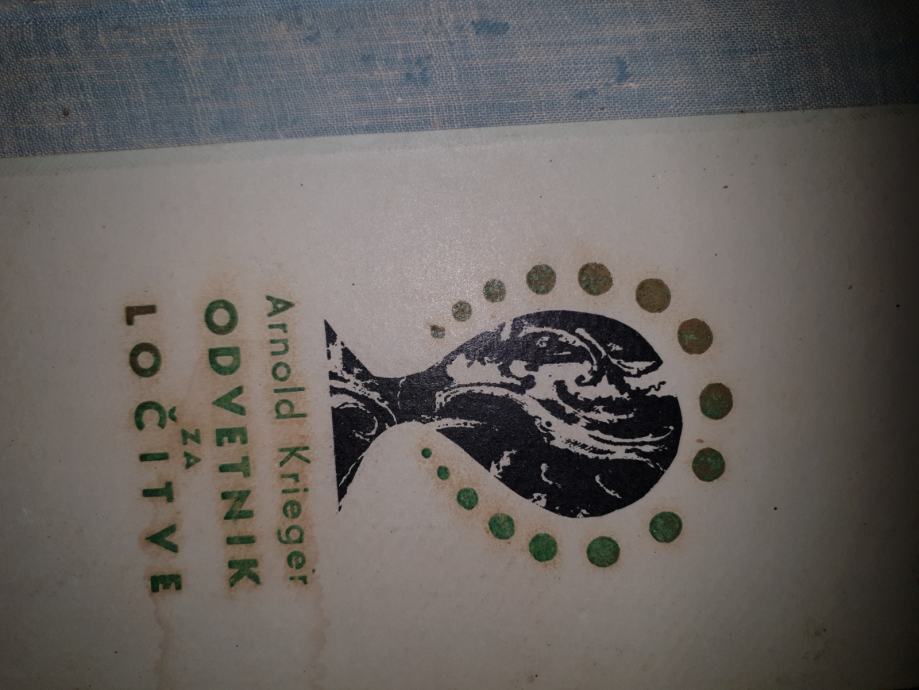 Arnold Krieger
ODVETNIK
ZA
LOČITVE